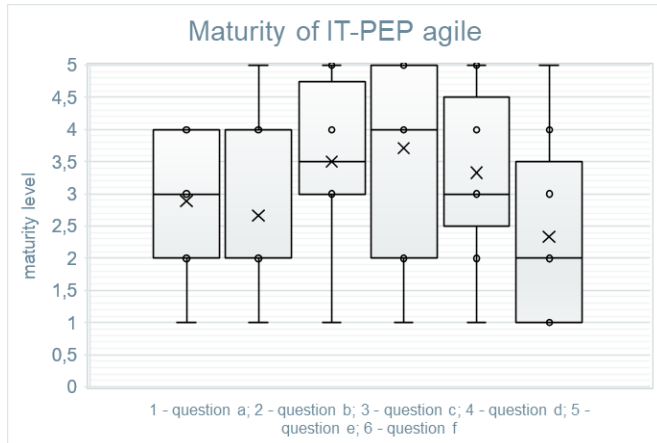 Maturity of IT-PEP agile
maturity level
5
4,5
4
3,5
3
2,5
2
1,5
1
0,5
0
1 - question a; 2 - question b; 3 - question c; 4 - question d; 5 -
question e; 6 - question f